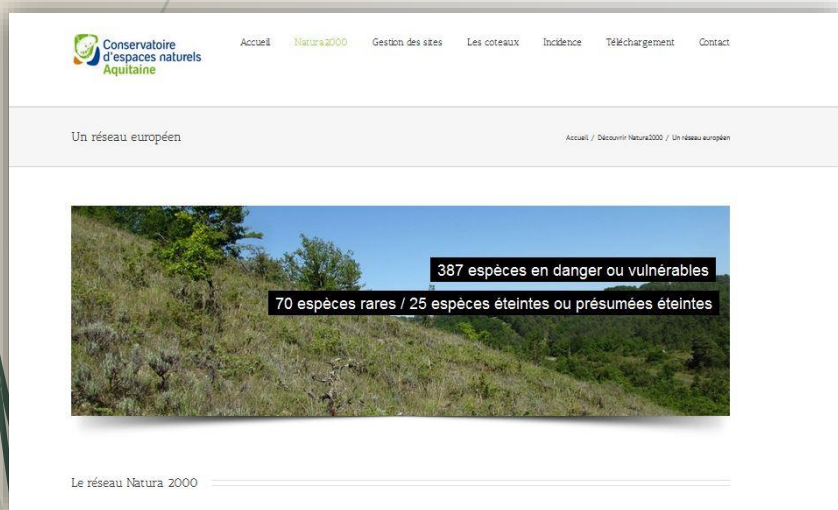 Conservatoire
d'espaces naturels
Aquitaine
Accueil Natura2000 Gestion des sites Les coteaux Incidence Téléchargement Contact
Un réseau européen
Accueil / Découvrir Natura2000 / Un réseau européen
387 espèces en danger ou vulnérables
70 espèces rares / 25 espèces éteintes ou présumées éteintes
Le réseau Natura 2000